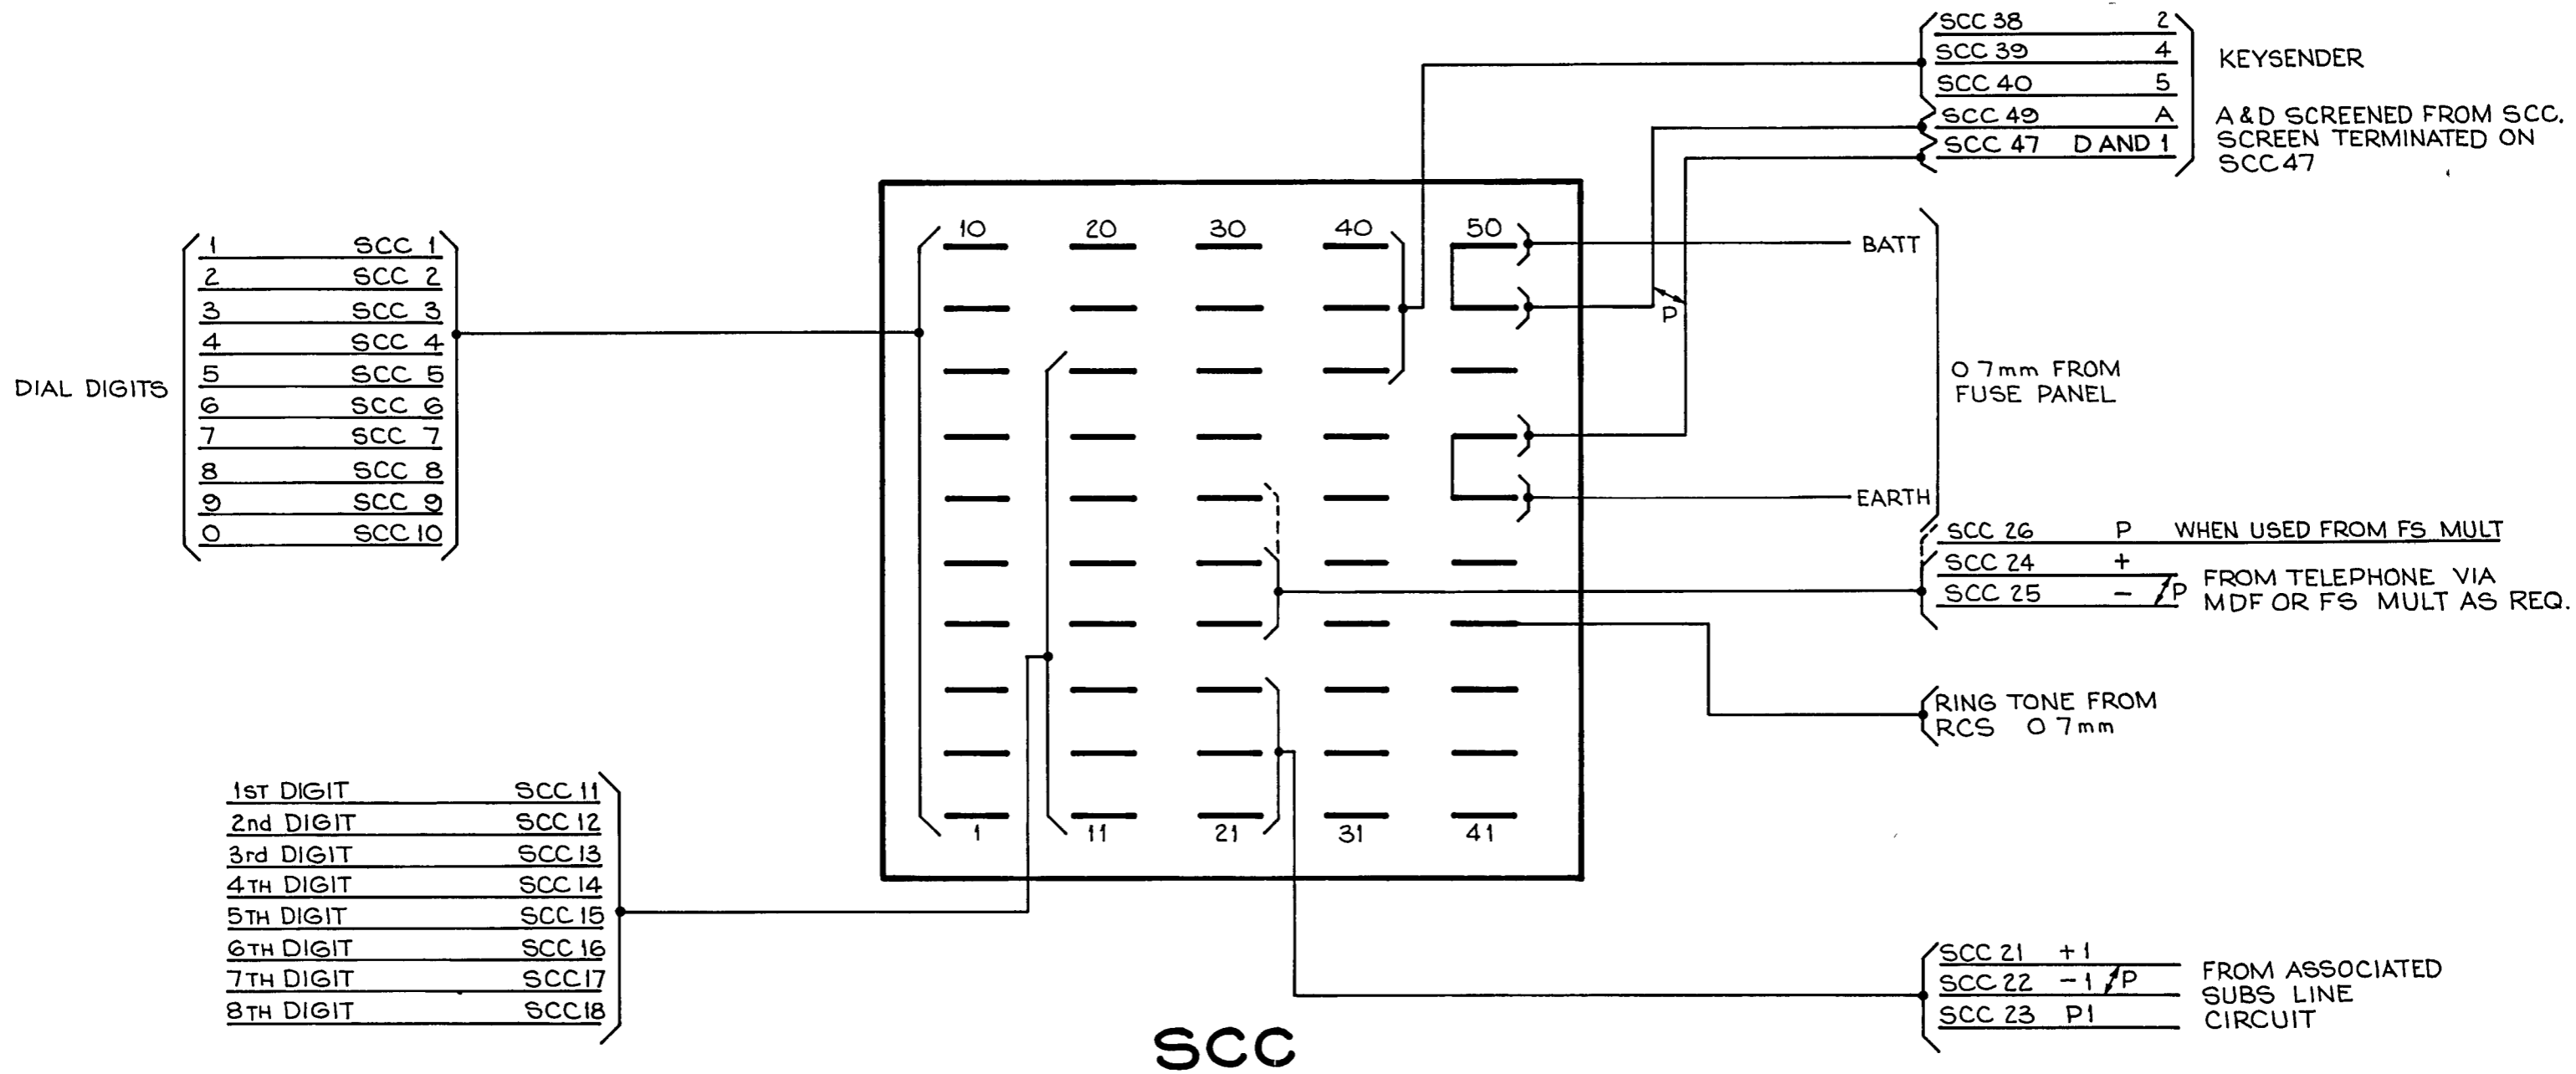 DIAL DIGITS
1 SCC 1
2 SCC 2
3 SCC 3
4 SCC 4
5 SCC 5
6 SCC 6
7 SCC 7
8 SCC 8
9 SCC 9
0 SCC 10
1ST DIGIT SCC 11
2nd DIGIT SCC 12
3rd DIGIT SCC 13
4TH DIGIT SCC 14
5TH DIGIT SCC 15
6TH DIGIT SCC 16
7TH DIGIT SCC17
8TH DIGIT SCC18
10 20 30 40 50
1 11 21 31 41
SCC 38 2
SCC 39 4
SCC 40 5
SCC 49 A
SCC 47 D AND 1
KEYSENDER
A & D SCREENED FROM SCC.
SCREEN TERMINATED ON
SCC47
BATT
P
0 7mm FROM
FUSE PANEL
EARTH
SCC 26 P WHEN USED FROM FS MULT
SCC 24 +
SCC 25 - P
FROM TELEPHONE VIA
MDF OR FS MULT AS REQ.
RING TONE FROM
RCS 0 7mm
SCC 21 +1
SCC 22 -1 P
SCC 23 P1
FROM ASSOCIATED
SUBS LINE
CIRCUIT
SCC